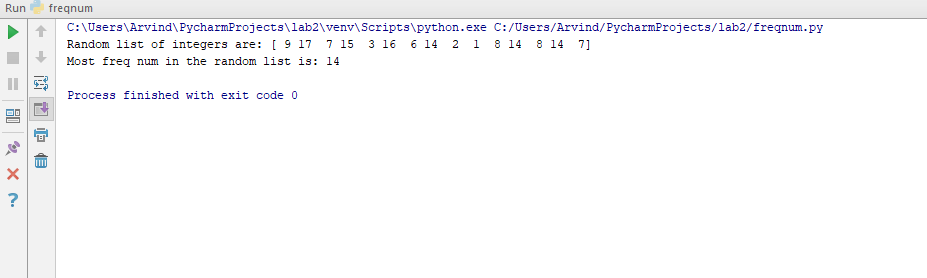 Run freqnum
C:\Users\Arvind\PycharmProjects\lab2\venv\Scripts\python.exe C:/Users/Arvind/PycharmProjects/lab2/freqnum.py
Random list of integers are: [ 9 17  7 15  3 16  6 14  2  1  8 14  8 14  7]
Most freq num in the random list is: 14
Process finished with exit code 0
?